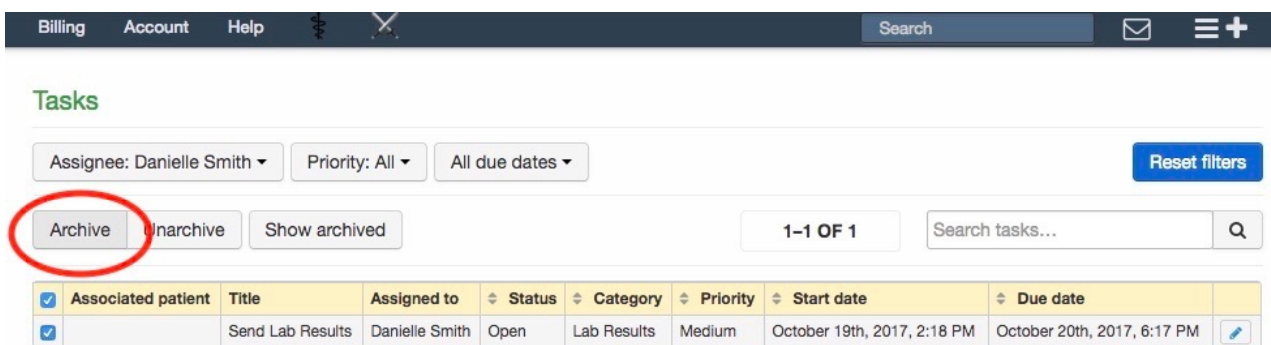 Billing Account Help Search
Tasks
Assignee: Danielle Smith Priority: All All due dates Reset filters
Archive Unarchive Show archived 1–1 OF 1 Search tasks...
Associated patient Title Assigned to Status Category Priority Start date Due date
Send Lab Results Danielle Smith Open Lab Results Medium October 19th, 2017, 2:18 PM October 20th, 2017, 6:17 PM